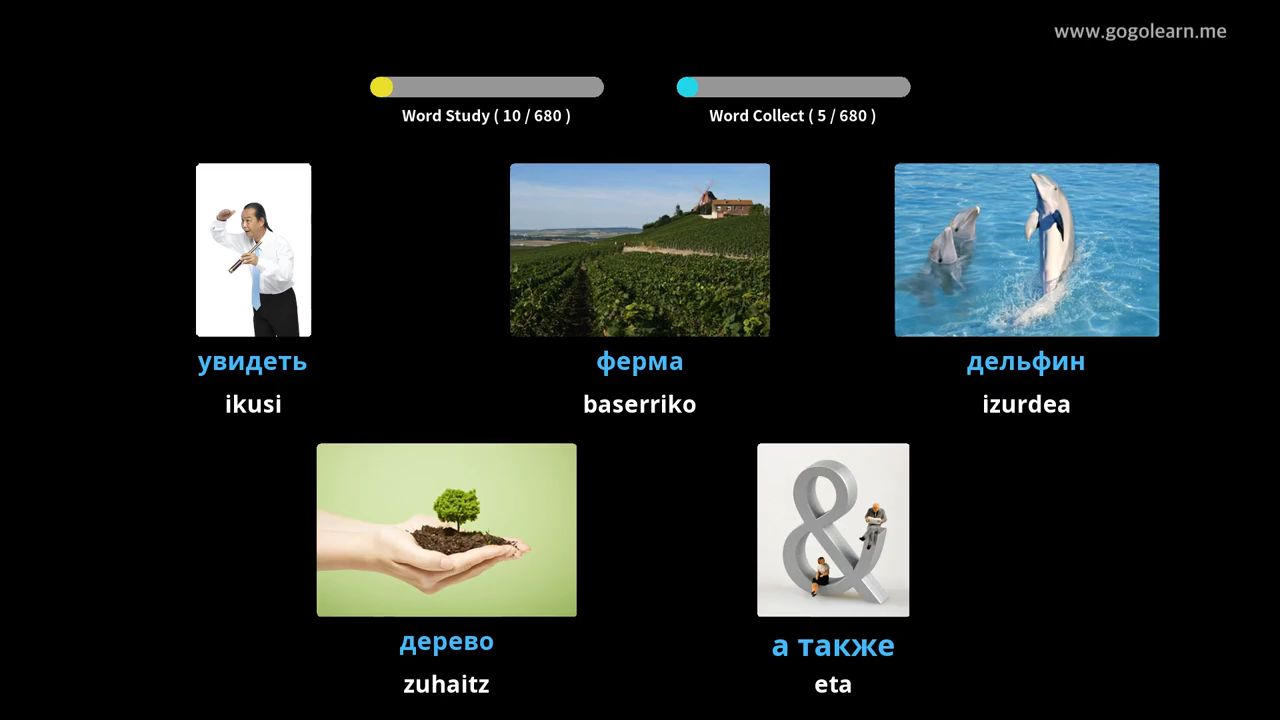 www.gogolearn.me
Word Study ( 10 / 680 )
Word Collect ( 5 / 680 )
увидеть
ikusi
ферма
baserriko
дельфин
izurdea
дерево
zuhaitz
а также
eta